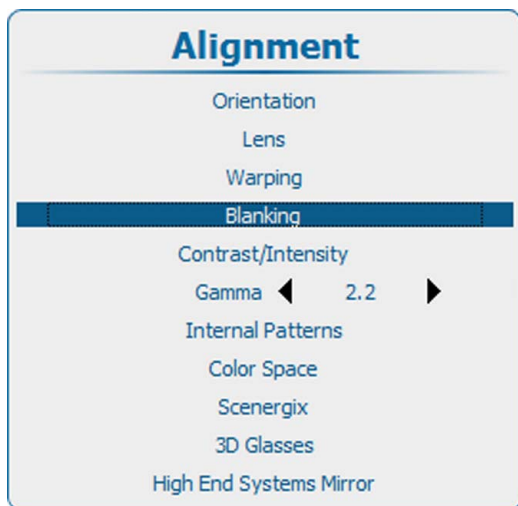 Alignment
Orientation
Lens
Warping
Blanking
Contrast/Intensity
Gamma 2.2
Internal Patterns
Color Space
Scenergix
3D Glasses
High End Systems Mirror